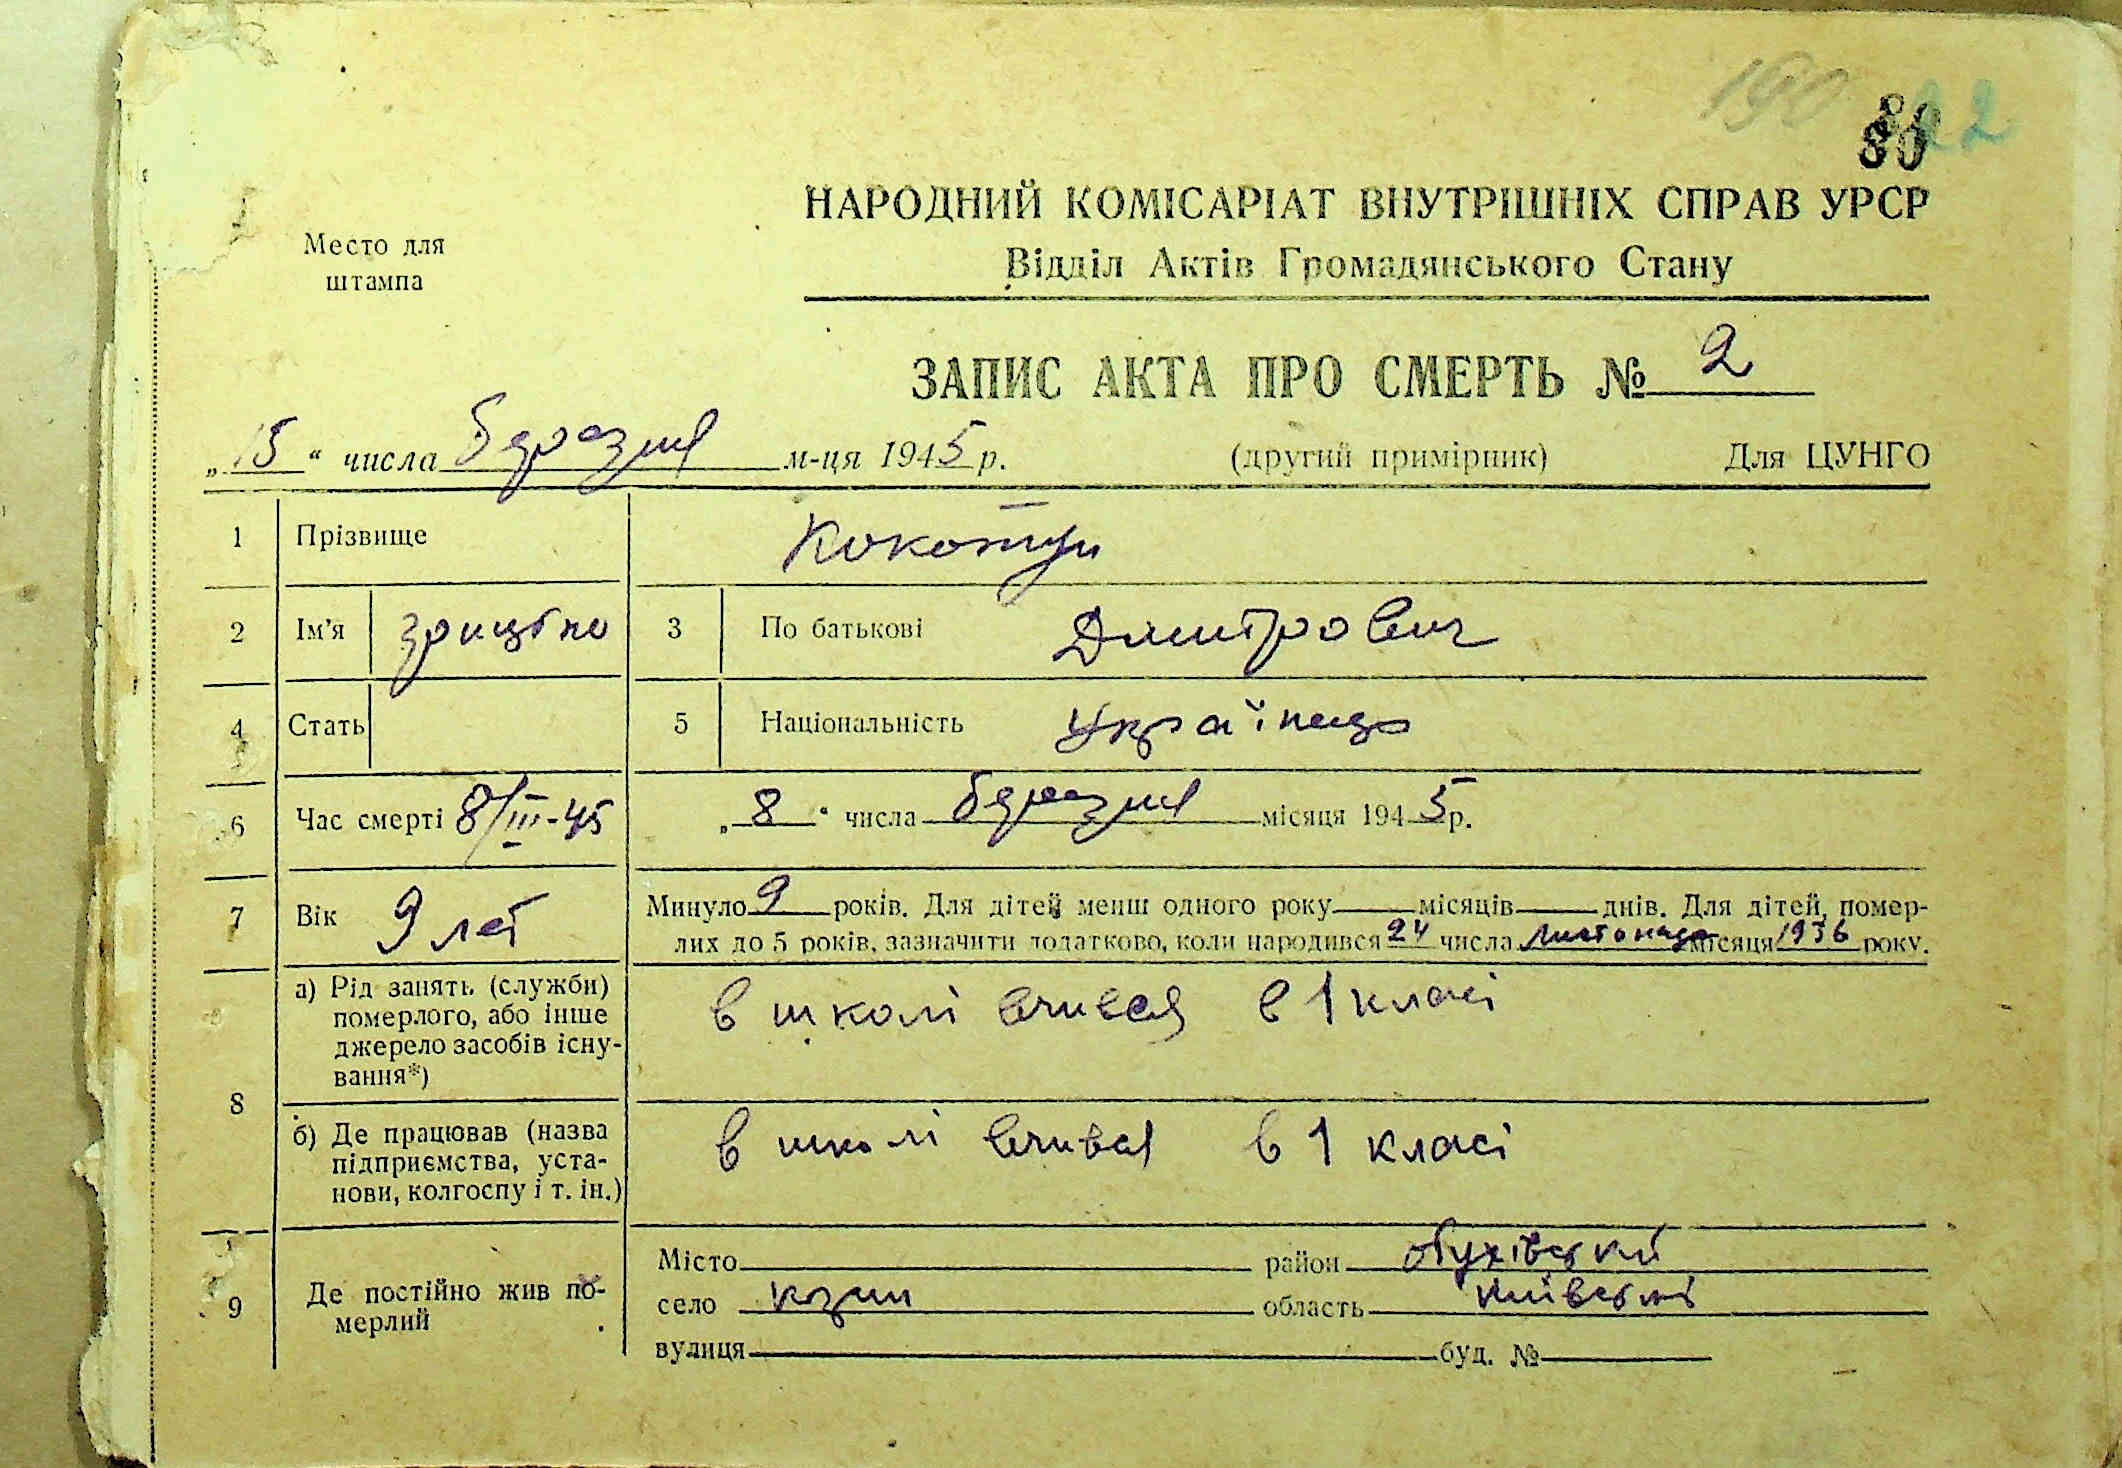 190
80
НАРОДНИЙ КОМІСАРІАТ ВНУТРІШНІХ СПРАВ УРСР
Відділ Актів Громадянського Стану
Место для
штампа
ЗАПИС АКТА ПРО СМЕРТЬ № 2
„15“ числа березня м-ця 1945 р. (другий примірник) Для ЦУНГО
1 Прізвище Кокотун
2 Ім’я 3 По батькові Дмитрович
4 Стать 5 Національність Українець
6 Час смерті 8/III-45 „8“ числа березня місяця 1945 р.
7 Вік 9 лет Минуло 9 років. Для дітей менш одного року місяців днів. Для дітей, помер-
лих до 5 років, зазначити додатково, коли народився 24 числа листопада місяця 1936 року.
8 а) Рід занять (служби)
померлого, або інше
джерело засобів існу-
вання*)
в школі вчився в 1 класі
б) Де працював (назва
підприємства, уста-
нови, колгоспу і т. ін.)
в школі вчився в 1 класі
9 Де постійно жив по-
мерлий
Місто район обухівский
село козин область київскі
вулиця буд. №